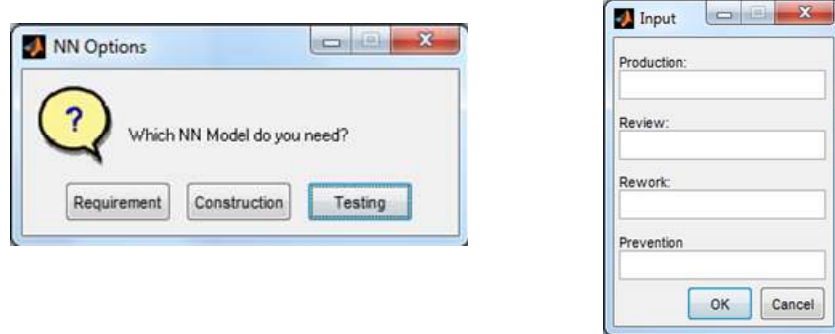 NN Options
Which NN Model do you need?
Requirement Construction Testing
Input
Production:
Review:
Rework:
Prevention
OK Cancel